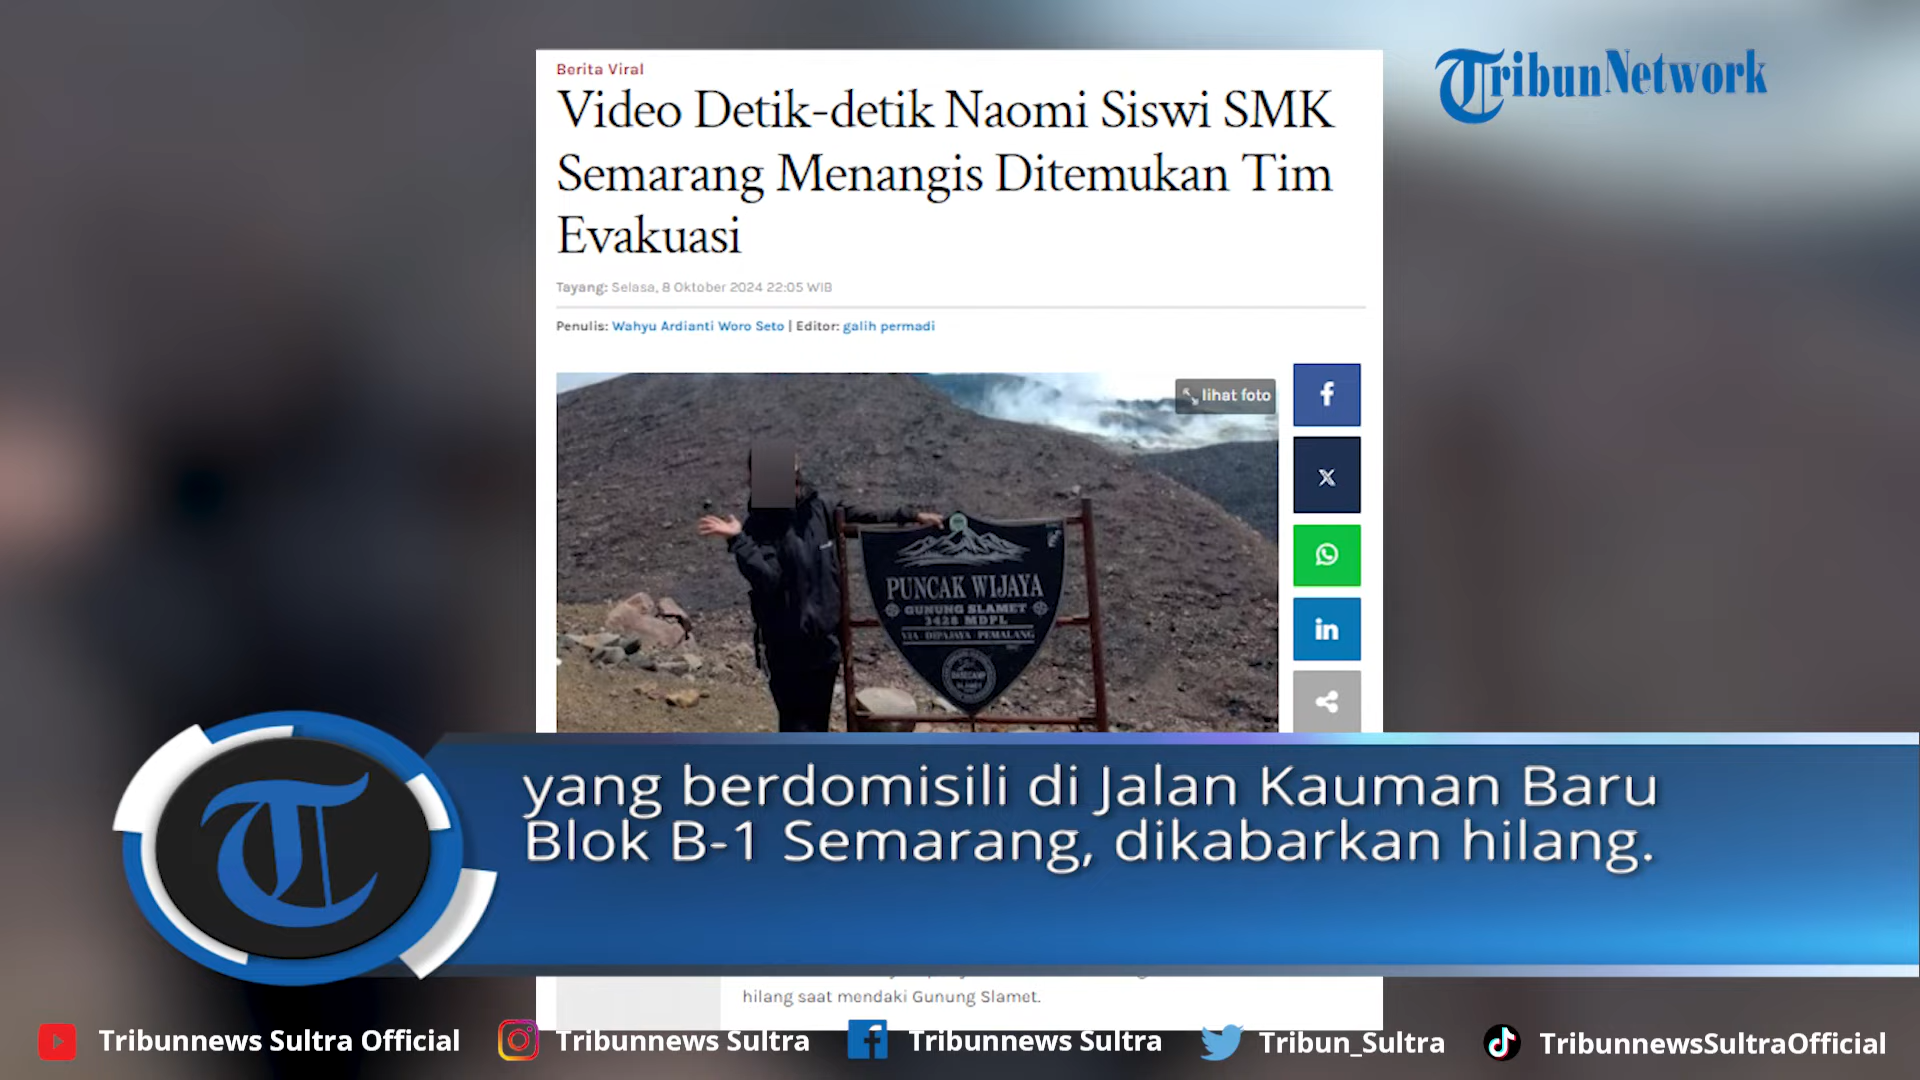 TribunNetwork
Berita Viral
Video Detik-detik Naomi Siswi SMK
Semarang Menangis Ditemukan Tim
Evakuasi
Tayang: Selasa, 8 Oktober 2024 22:05 WIB
Penulis: Wahyu Ardianti Woro Seto | Editor: galih permadi
lihat foto
PUNCAK WIJAYA
GUNUNG SLAMET
3428 MDPL
VIA DIPAJAYA PEMALANG
BASECAMP
yang berdomisili di Jalan Kauman Baru
Blok B-1 Semarang, dikabarkan hilang.
hilang saat mendaki Gunung Slamet.
Tribunnews Sultra Official
Tribunnews Sultra
Tribunnews Sultra
Tribun_Sultra
TribunnewsSultraOfficial